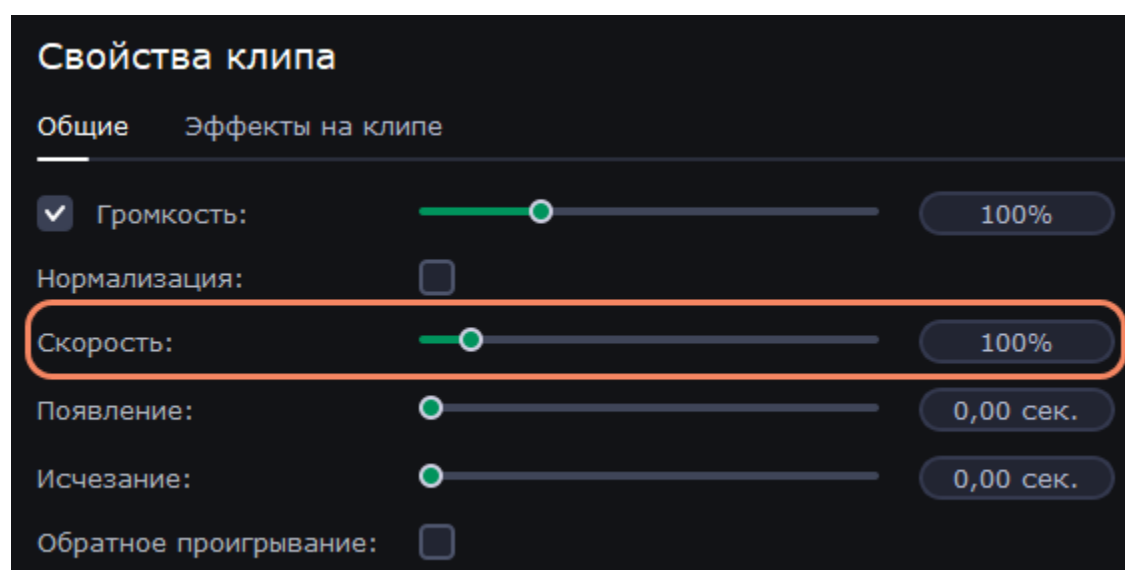 Свойства клипа
Общие Эффекты на клипе
Громкость: 100%
Нормализация:
Скорость: 100%
Появление: 0,00 сек.
Исчезание: 0,00 сек.
Обратное проигрывание: